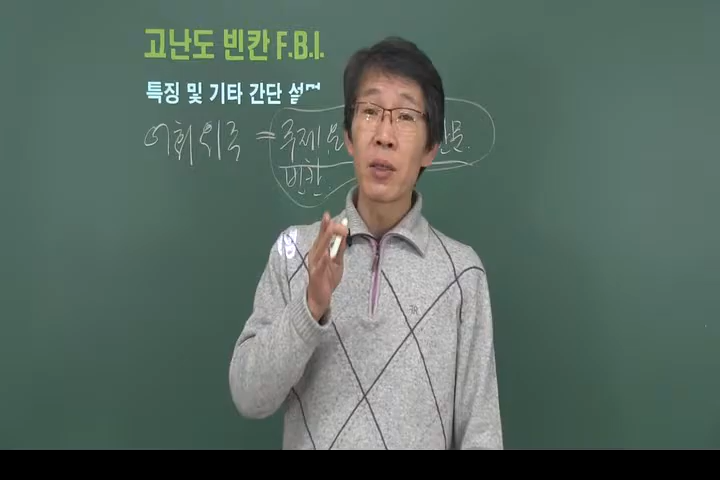 고난도 빈칸 F.B.I.
특징 및 기타 간단
어휘위주 = 주제문
빈칸